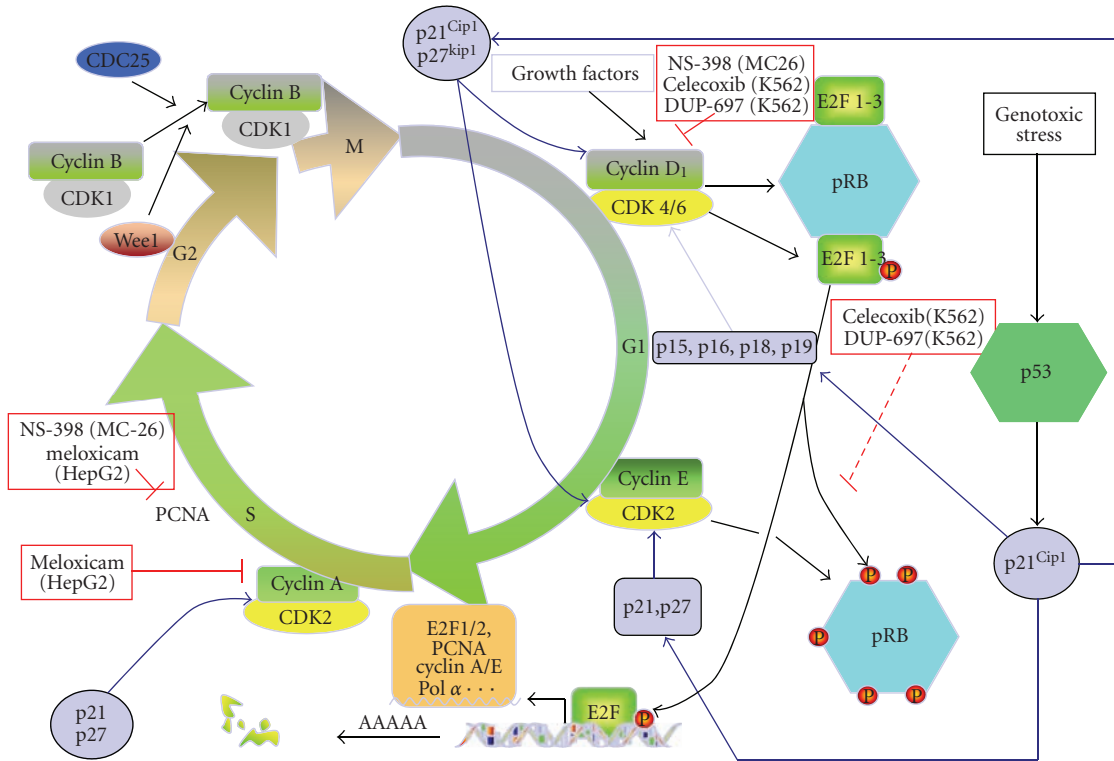 p21Cip1
p27kip1
CDC25
Cyclin B
CDK1
Cyclin B
CDK1
Wee1
G2
M
Growth factors
NS-398 (MC26)
Celecoxib (K562)
DUP-697 (K562)
E2F 1-3
pRB
E2F 1-3
P
Genotoxic
stress
Cyclin D1
CDK 4/6
G1
p15, p16, p18, p19
Celecoxib(K562)
DUP-697(K562)
p53
NS-398 (MC-26)
meloxicam
(HepG2)
PCNA
S
Cyclin E
CDK2
Meloxicam
(HepG2)
Cyclin A
CDK2
p21,p27
p21Cip1
P
P
P
pRB
P
P
E2F1/2,
PCNA
cyclin A/E
Pol α · · ·
p21
p27
AAAAA
E2F
P